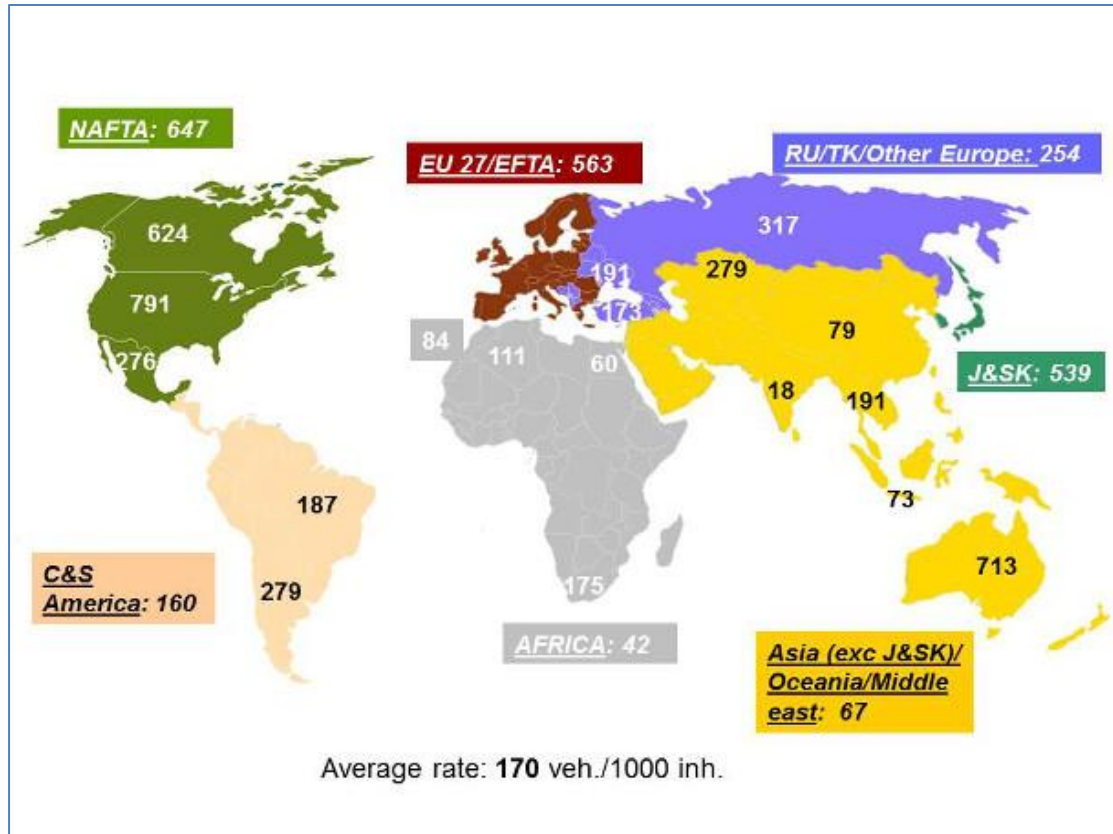 NAFTA: 647
EU 27/EFTA: 563
RU/TK/Other Europe: 254
624
317
279
191
791
173
84
111
60
79
276
J&SK: 539
18
191
187
73
713
279
175
C&S
America: 160
AFRICA: 42
Asia (exc J&SK)/
Oceania/Middle
east: 67
Average rate: 170 veh./1000 inh.